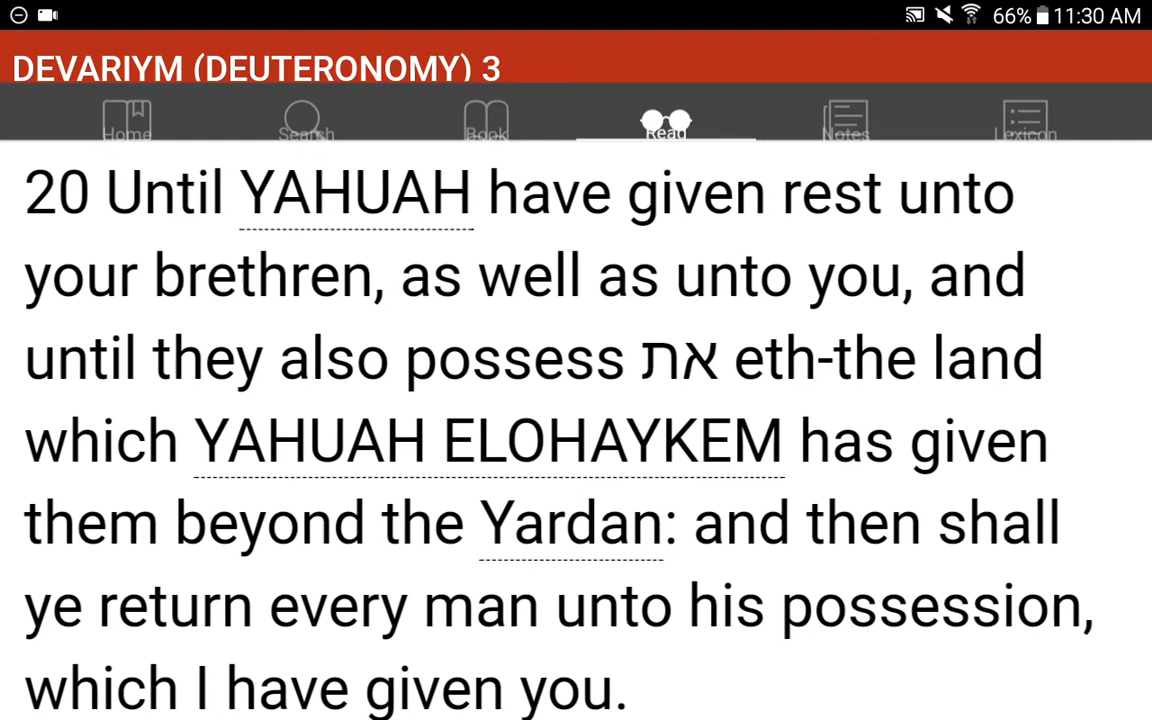 66% 11:30 AM
DEVARIYM (DEUTERONOMY) 3
Home Search Book Read Notes Lexicon
20 Until YAHUAH have given rest unto
your brethren, as well as unto you, and
until they also possess את eth-the land
which YAHUAH ELOHAYKEM has given
them beyond the Yardan: and then shall
ye return every man unto his possession,
which I have given you.